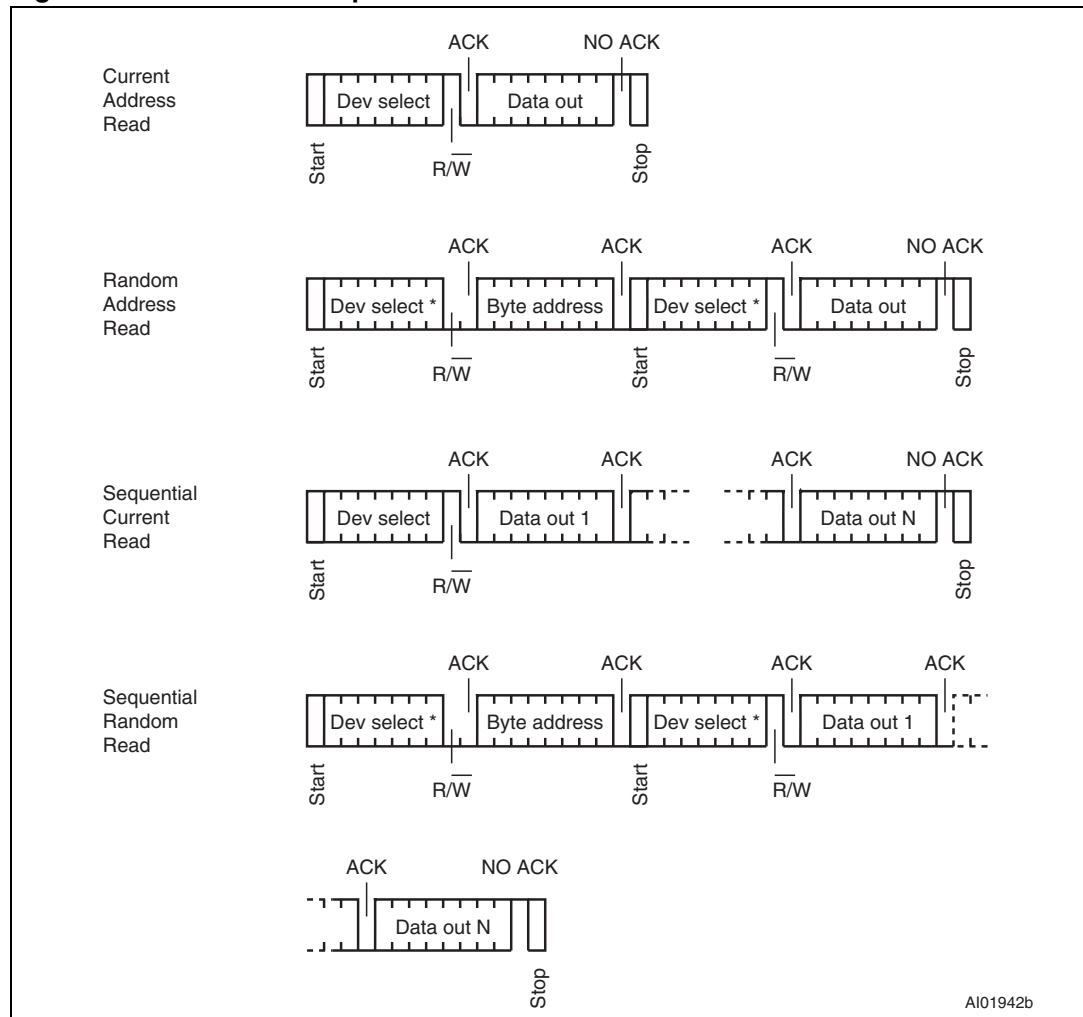 ACK NO ACK
Current
Address
Read
Dev select Data out
Start R/W̅ Stop
ACK ACK ACK NO ACK
Random
Address
Read
Dev select * Byte address Dev select * Data out
Start R/W̅ Start R̅/W Stop
ACK ACK ACK NO ACK
Sequential
Current
Read
Dev select Data out 1 Data out N
Start R/W̅ Stop
ACK ACK ACK ACK
Sequential
Random
Read
Dev select * Byte address Dev select * Data out 1
Start R/W̅ Start R̅/W
ACK NO ACK
Data out N
Stop
AI01942b